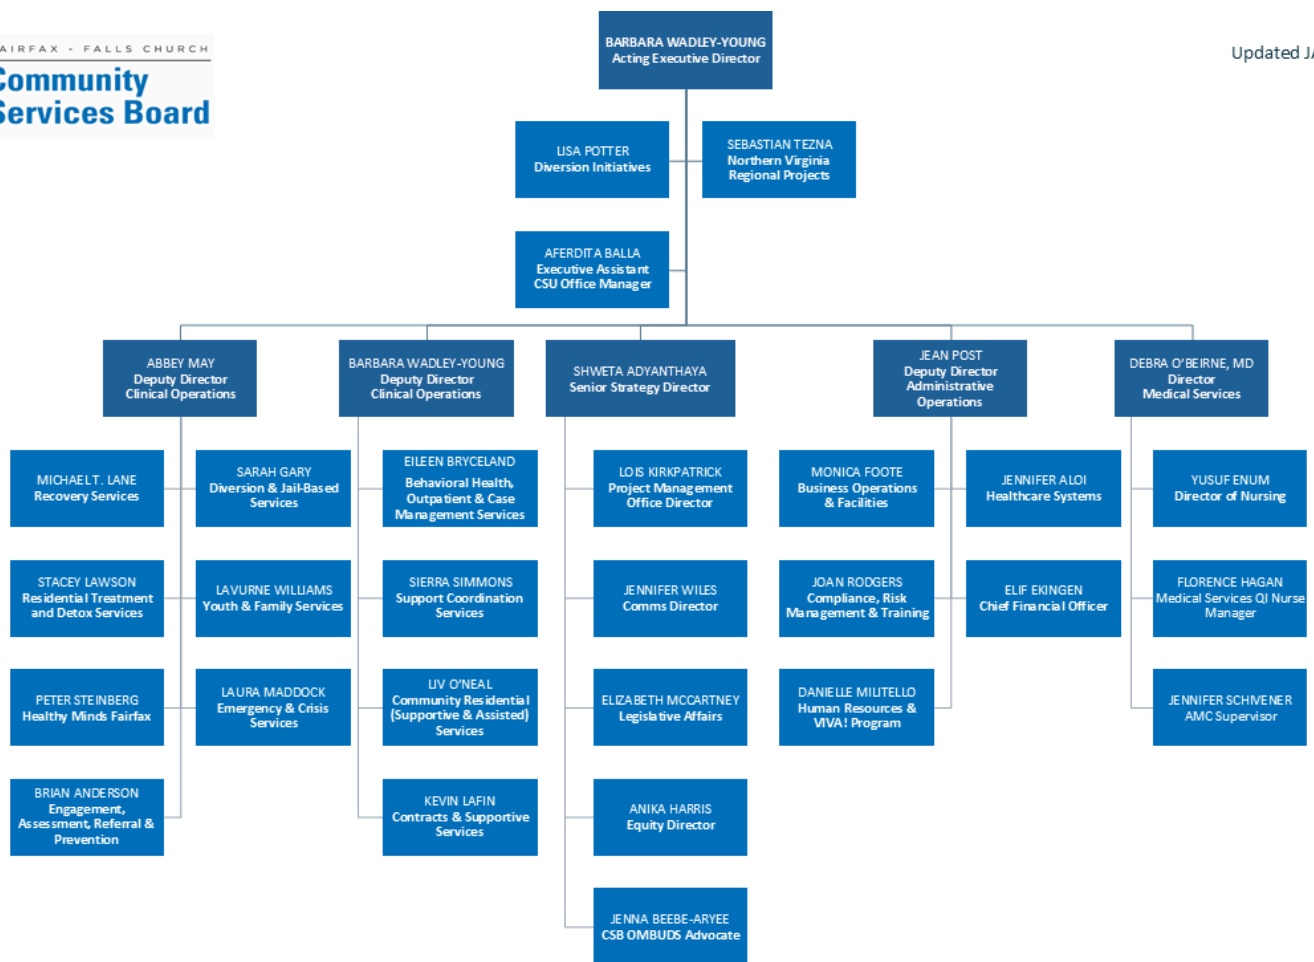 AIRFAX - FALLS CHURCH
Community
Services Board
Updated JA
BARBARA WADLEY-YOUNG
Acting Executive Director
LISA POTTER
Diversion Initiatives
SEBASTIAN TEZNA
Northern Virginia
Regional Projects
AFERDITA BALLA
Executive Assistant
CSU Office Manager
ABBEY MAY
Deputy Director
Clinical Operations
BARBARA WADLEY-YOUNG
Deputy Director
Clinical Operations
SHWETA ADYANTHAYA
Senior Strategy Director
JEAN POST
Deputy Director
Administrative
Operations
DEBRA O'BEIRNE, MD
Director
Medical Services
MICHAEL T. LANE
Recovery Services
SARAH GARY
Diversion & Jail-Based
Services
EILEEN BRYCELAND
Behavioral Health,
Outpatient & Case
Management Services
LOIS KIRKPATRICK
Project Management
Office Director
MONICA FOOTE
Business Operations
& Facilities
JENNIFER ALOI
Healthcare Systems
YUSUF ENUM
Director of Nursing
STACEY LAWSON
Residential Treatment
and Detox Services
LAVURNE WILLIAMS
Youth & Family Services
SIERRA SIMMONS
Support Coordination
Services
JENNIFER WILES
Comms Director
JOAN RODGERS
Compliance, Risk
Management & Training
ELIF EKINGEN
Chief Financial Officer
FLORENCE HAGAN
Medical Services QI Nurse
Manager
PETER STEINBERG
Healthy Minds Fairfax
LAURA MADDOCK
Emergency & Crisis
Services
LIV O'NEAL
Community Residential
(Supportive & Assisted)
Services
ELIZABETH MCCARTNEY
Legislative Affairs
DANIELLE MILITELLO
Human Resources &
VIVA! Program
JENNIFER SCHIVENER
AMC Supervisor
BRIAN ANDERSON
Engagement,
Assessment, Referral &
Prevention
KEVIN LAFIN
Contracts & Supportive
Services
ANIKA HARRIS
Equity Director
JENNA BEEBE-ARYEE
CSB OMBUDS Advocate